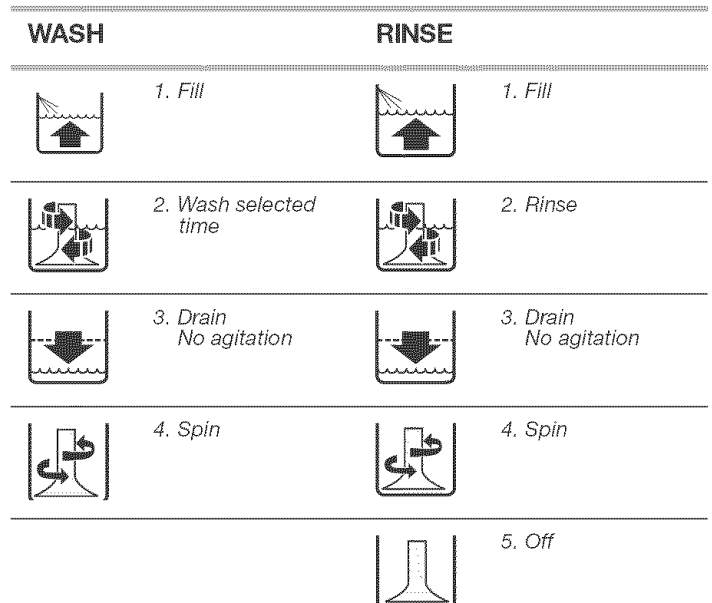 WASH
RINSE
1. Fill
1. Fill
2. Wash selected
time
2. Rinse
3. Drain
No agitation
3. Drain
No agitation
4. Spin
4. Spin
5. Off